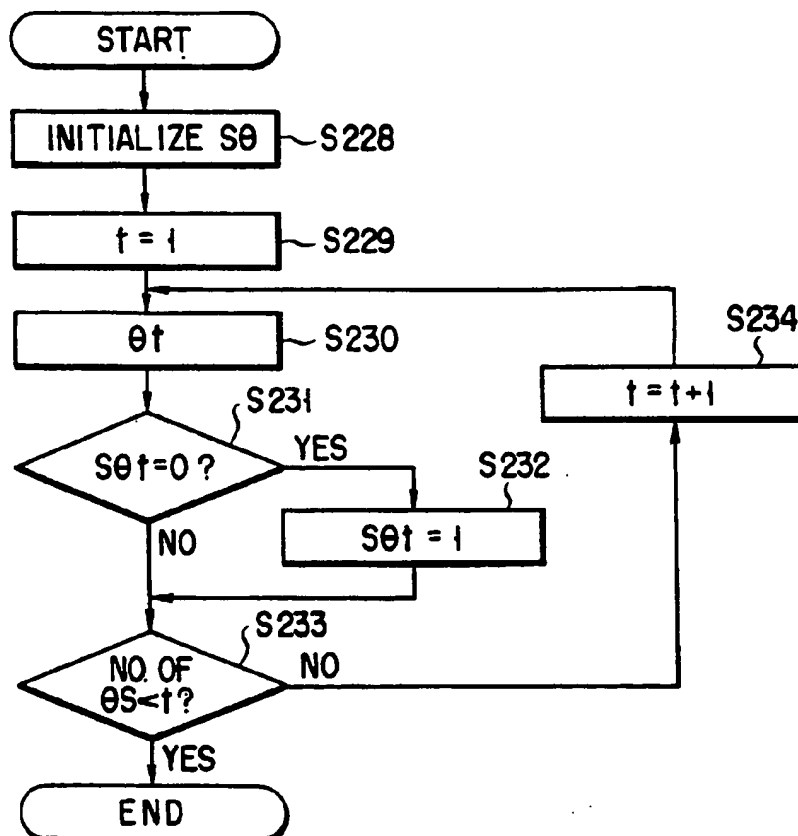 START
INITIALIZE Sθ
S228
t = 1
S229
θt
S230
S234
t = t+1
S231
Sθt=0 ?
YES
S232
Sθt = 1
NO
S233
NO. OF
θS<t?
NO
YES
END